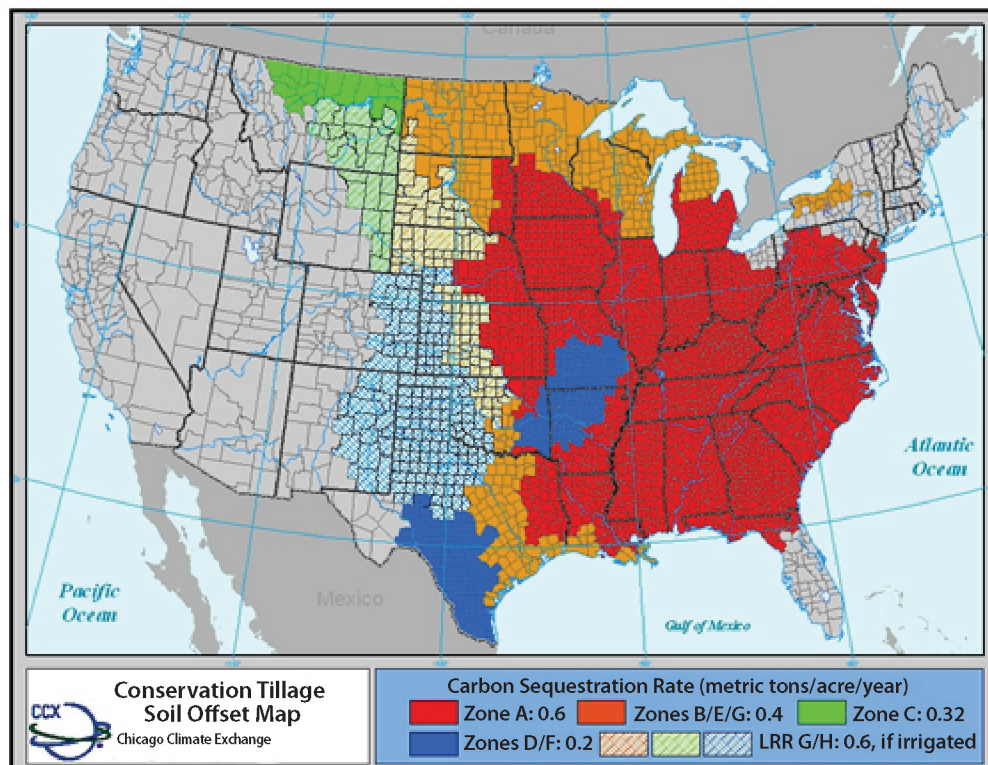 Canada
Atlantic
Ocean
Pacific
Ocean
Mexico
Gulf of Mexico
CCX
Conservation Tillage
Soil Offset Map
Chicago Climate Exchange
Carbon Sequestration Rate (metric tons/acre/year)
Zone A: 0.6 Zones B/E/G: 0.4 Zone C: 0.32
Zones D/F: 0.2 LRR G/H: 0.6, if irrigated